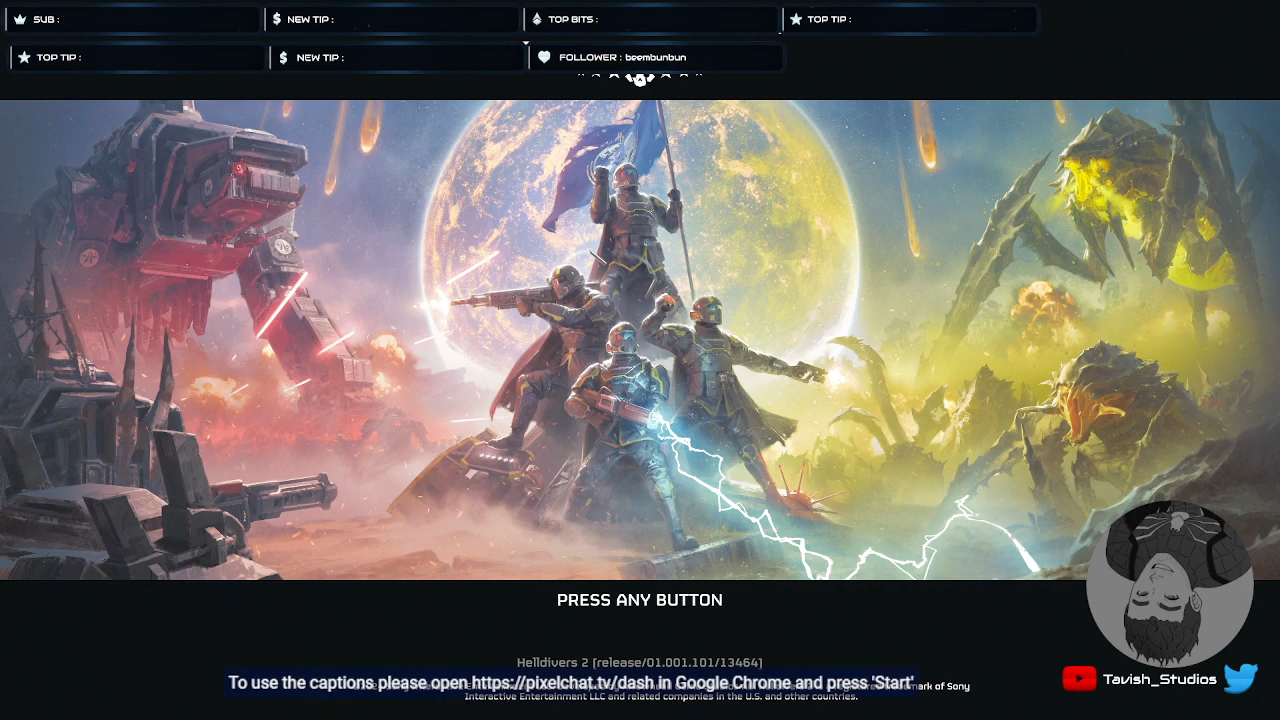 SUB :
NEW TIP :
TOP BITS :
TOP TIP :
TOP TIP :
NEW TIP :
FOLLOWER : beembunbun
PRESS ANY BUTTON
Helldivers 2 [release/01.001.101/13464]
To use the captions please open https://pixelchat.tv/dash in Google Chrome and press 'Start'
of Sony
Interactive Entertainment LLC and related companies in the U.S. and other countries.
Tavish_Studios